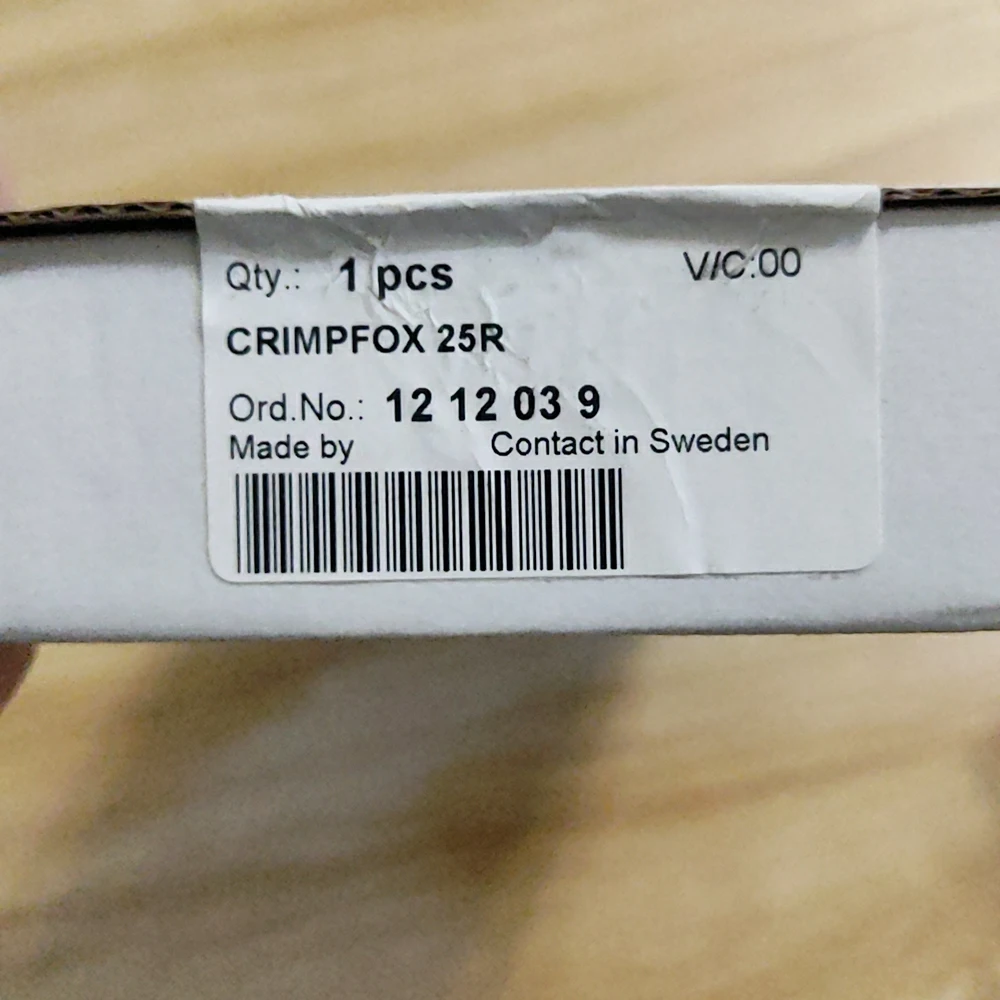 Qty.: 1 pcs V/C:00
CRIMPFOX 25R
Ord.No.: 12 12 03 9
Made by Contact in Sweden